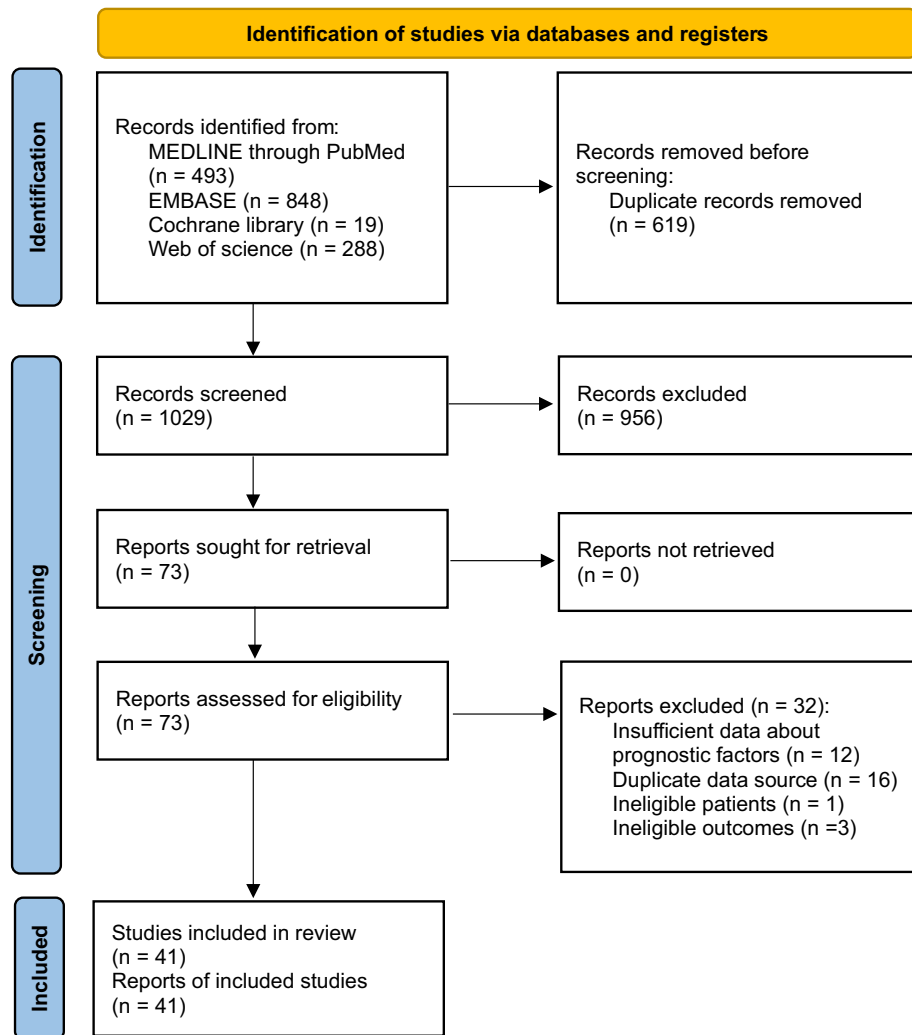 Identification of studies via databases and registers
Identification
Records identified from:
MEDLINE through PubMed
(n = 493)
EMBASE (n = 848)
Cochrane library (n = 19)
Web of science (n = 288)
Records removed before
screening:
Duplicate records removed
(n = 619)
Screening
Records screened
(n = 1029)
Records excluded
(n = 956)
Reports sought for retrieval
(n = 73)
Reports not retrieved
(n = 0)
Reports assessed for eligibility
(n = 73)
Reports excluded (n = 32):
Insufficient data about
prognostic factors (n = 12)
Duplicate data source (n = 16)
Ineligible patients (n = 1)
Ineligible outcomes (n =3)
Included
Studies included in review
(n = 41)
Reports of included studies
(n = 41)